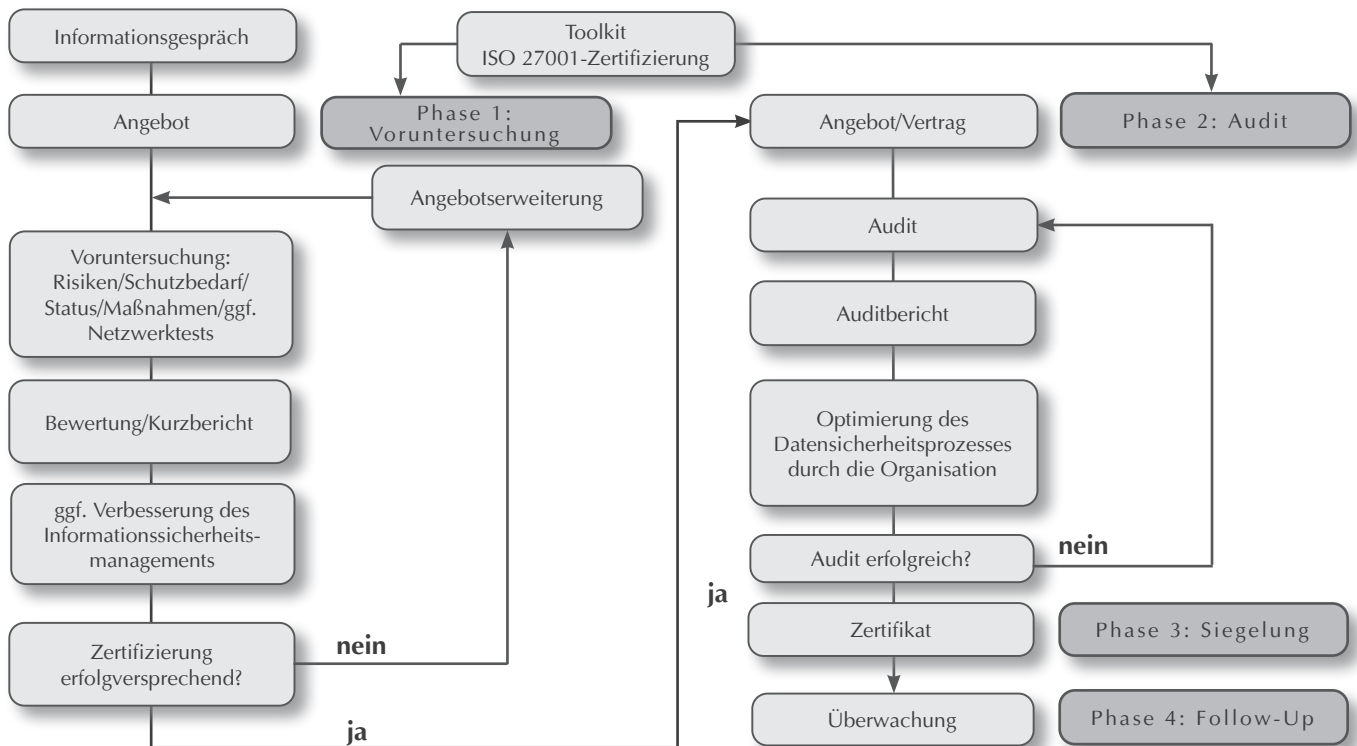 Informationsgespräch
Toolkit
ISO 27001-Zertifizierung
Angebot
Phase 1:
Voruntersuchung
Angebotserweiterung
Voruntersuchung:
Risiken/Schutzbedarf/
Status/Maßnahmen/ggf.
Netzwerktests
Bewertung/Kurzbericht
ggf. Verbesserung des
Informationssicherheits-
managements
Zertifizierung
erfolgversprechend?
nein
ja
Angebot/Vertrag
Phase 2: Audit
Audit
Auditbericht
Optimierung des
Datensicherheitsprozesses
durch die Organisation
Audit erfolgreich?
nein
ja
Zertifikat
Phase 3: Siegelung
Überwachung
Phase 4: Follow-Up